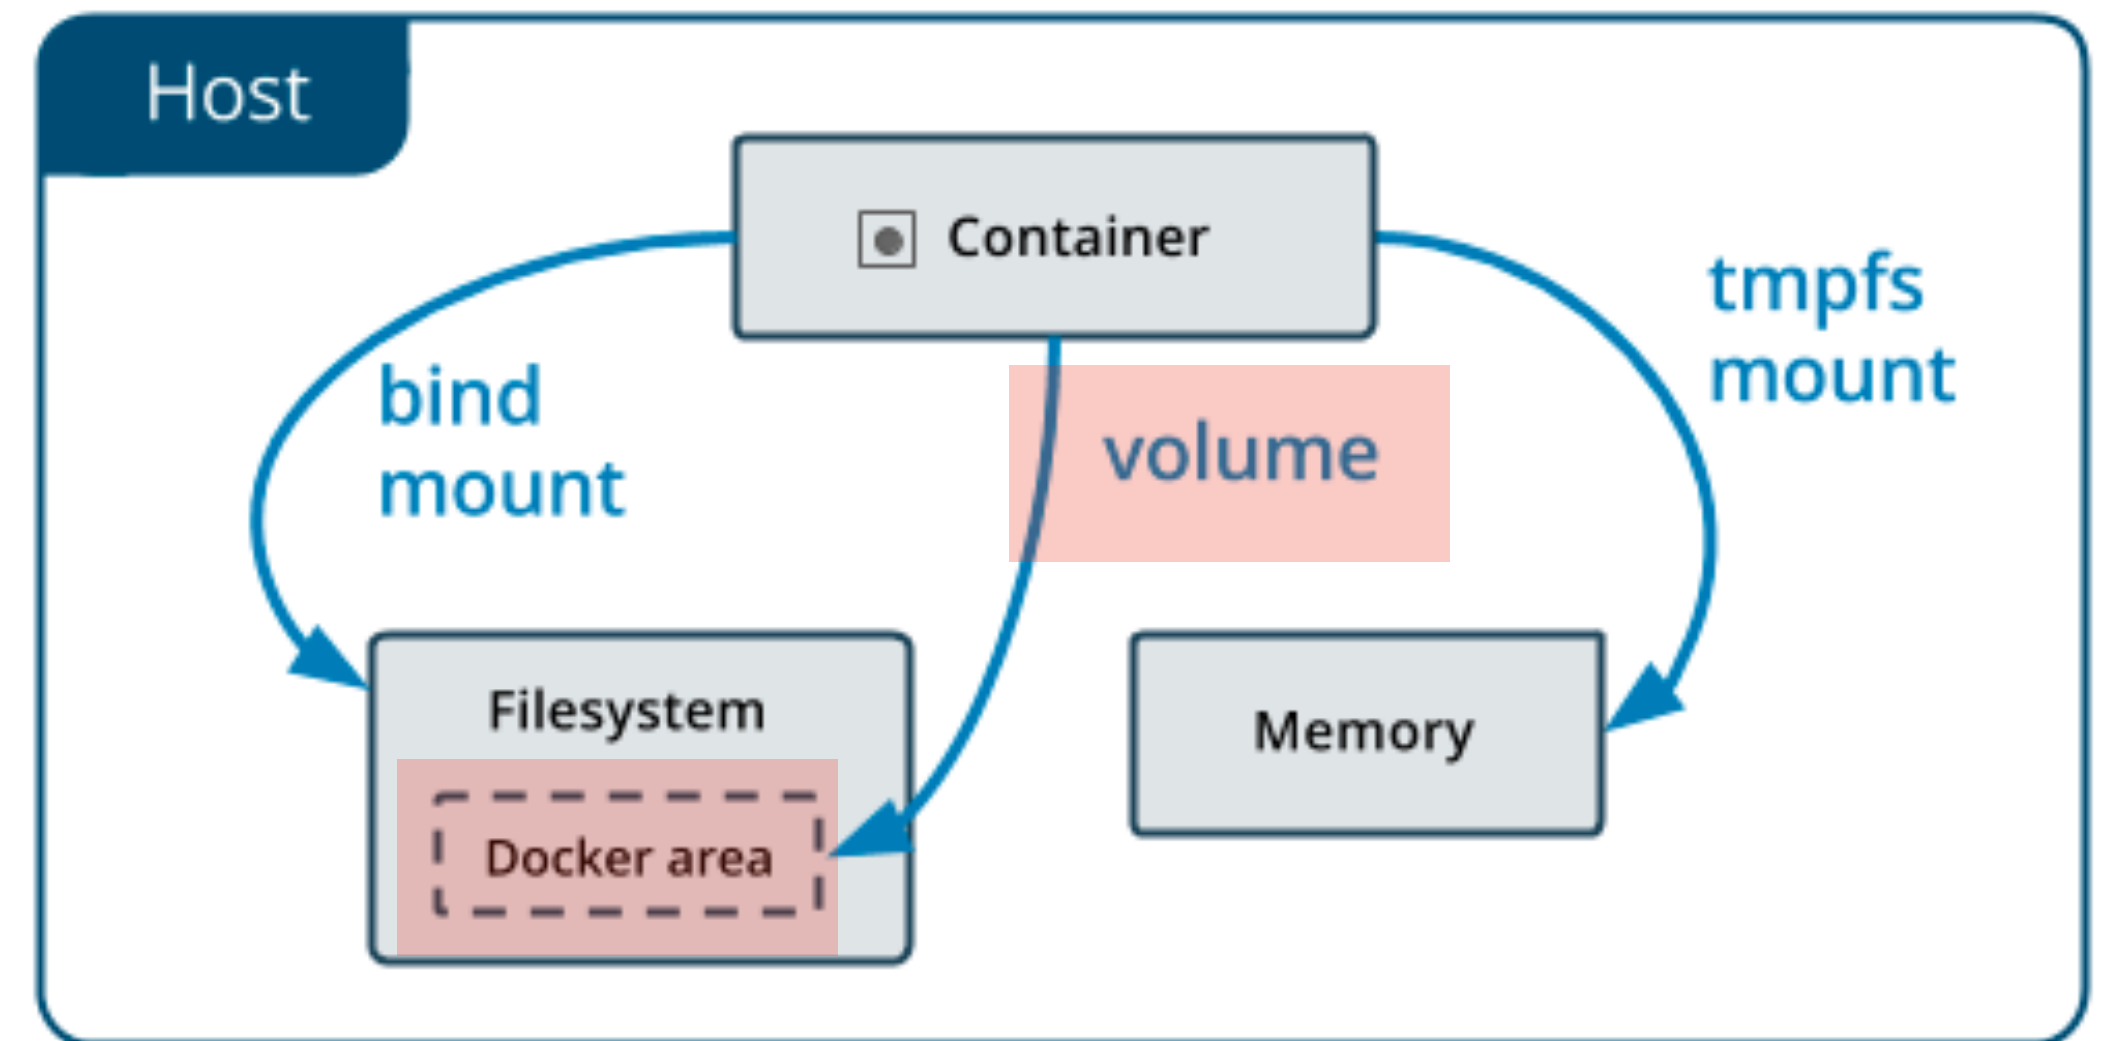 Host
Container
tmpfs
mount
bind
mount
volume
Filesystem
Memory
Docker area